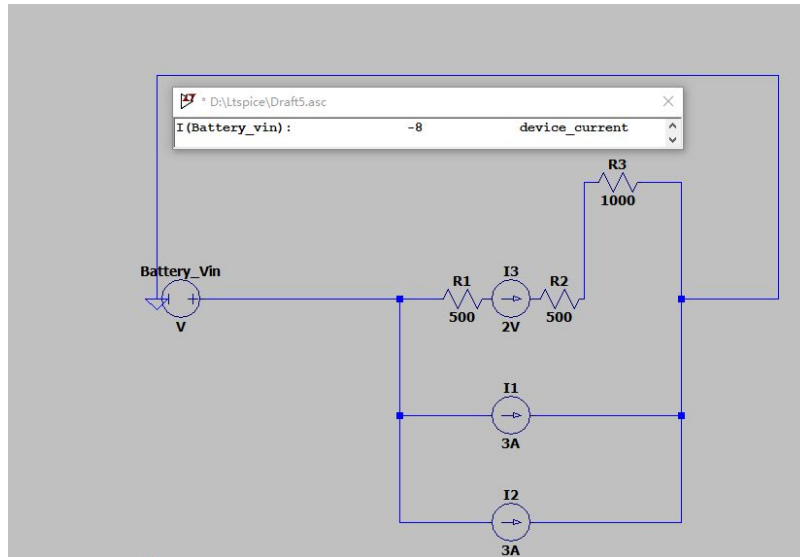 * D:\Ltspice\Draft5.asc
I(Battery_vin): -8 device_current
R3
1000
Battery_Vin
V
R1
500
I3
2V
R2
500
I1
3A
I2
3A